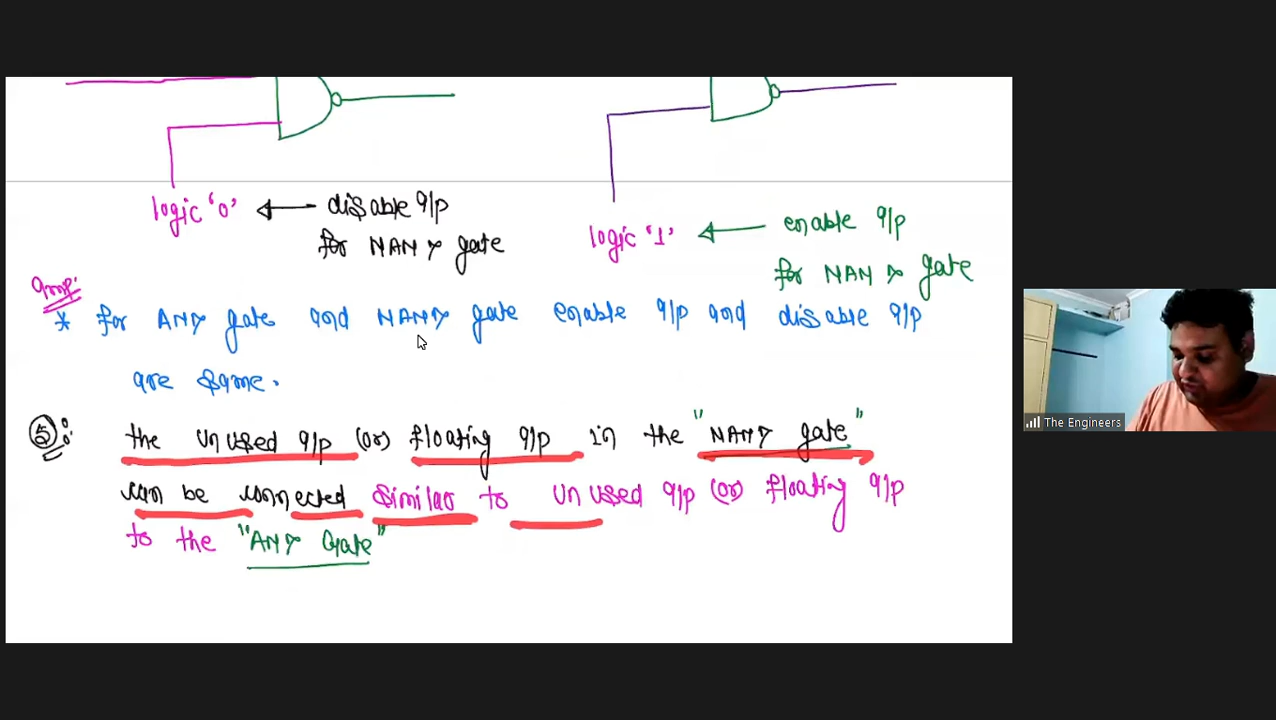 logic '0' ← disable i/p
for NAND gate
logic '1' ← enable i/p
for NAND gate
imp:
* for AND gate and NAND gate enable i/p and disable i/p
are same.
⑤: the unused i/p (or) floating i/p in the "NAND gate"
can be connected similar to unused i/p (or) floating i/p
to the "AND Gate"
The Engineers